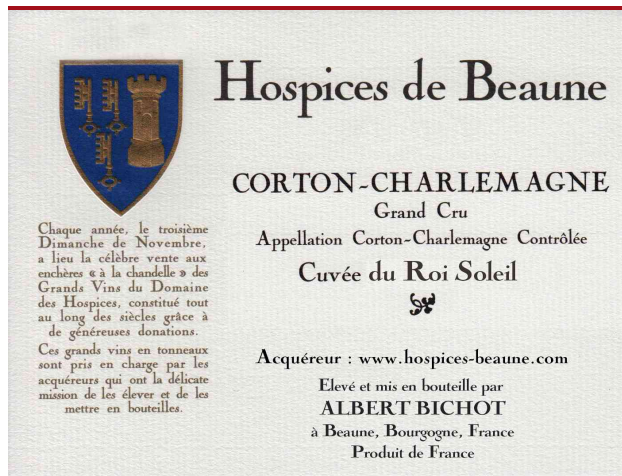 Hospices de Beaune
CORTON-CHARLEMAGNE
Grand Cru
Appellation Corton-Charlemagne Contrôlée
Cuvée du Roi Soleil
Chaque année, le troisième
Dimanche de Novembre,
a lieu la célèbre vente aux
enchères « à la chandelle » des
Grands Vins du Domaine
des Hospices, constitué tout
au long des siècles grâce à
de généreuses donations.
Ces grands vins en tonneaux
sont pris en charge par les
acquéreurs qui ont la délicate
mission de les élever et de les
mettre en bouteilles.
Acquéreur : www.hospices-beaune.com
Elevé et mis en bouteille par
ALBERT BICHOT
à Beaune, Bourgogne, France
Produit de France